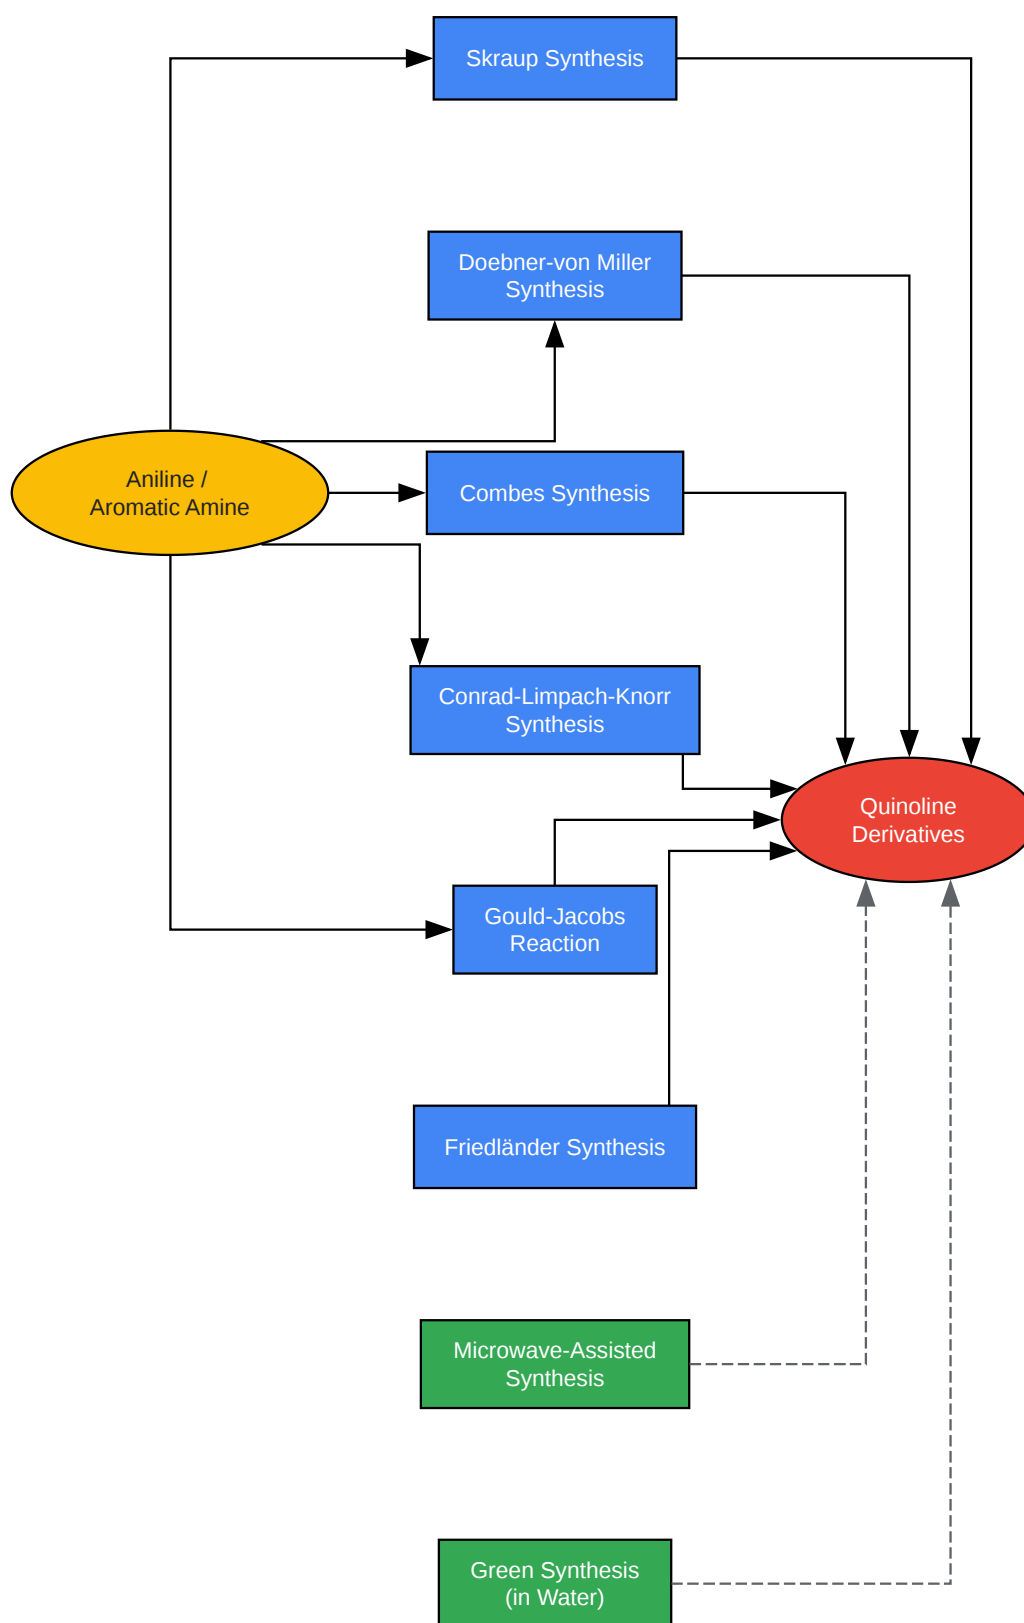 Skraup Synthesis
Doebner-von Miller
Synthesis
Aniline /
Aromatic Amine
Combes Synthesis
Conrad-Limpach-Knorr
Synthesis
Quinoline
Derivatives
Gould-Jacobs
Reaction
Friedländer Synthesis
Microwave-Assisted
Synthesis
Green Synthesis
(in Water)